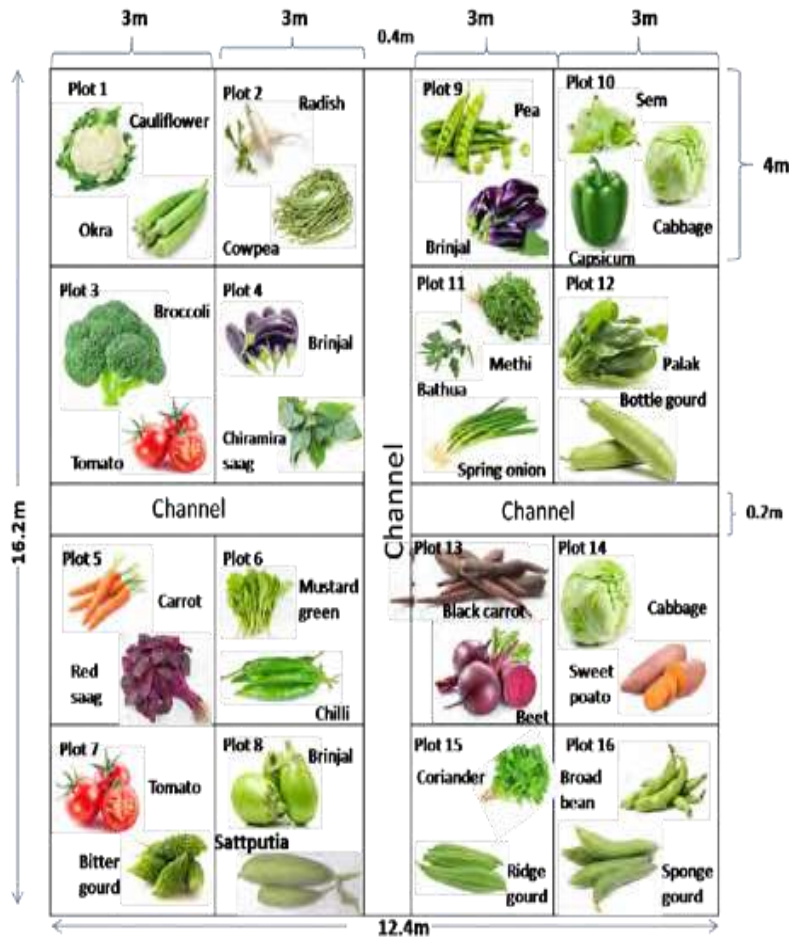 3m
3m
0.4m
3m
3m
Plot 1
Cauliflower
Okra
Plot 2
Radish
Cowpea
Plot 9
Pea
Brinjal
Plot 10
Sem
Cabbage
Capsicum
4m
Plot 3
Broccoli
Tomato
Plot 4
Brinjal
Chiramira
saag
Plot 11
Methi
Bathua
Spring onion
Plot 12
Palak
Bottle gourd
16.2m
Channel
Channel
Channel
0.2m
Plot 5
Carrot
Red
saag
Plot 6
Mustard
green
Chilli
Plot 13
Black carrot
Beet
Plot 14
Cabbage
Sweet
poato
Plot 7
Tomato
Bitter
gourd
Plot 8
Brinjal
Sattputia
Plot 15
Coriander
Ridge
gourd
Plot 16
Broad
bean
Sponge
gourd
12.4m